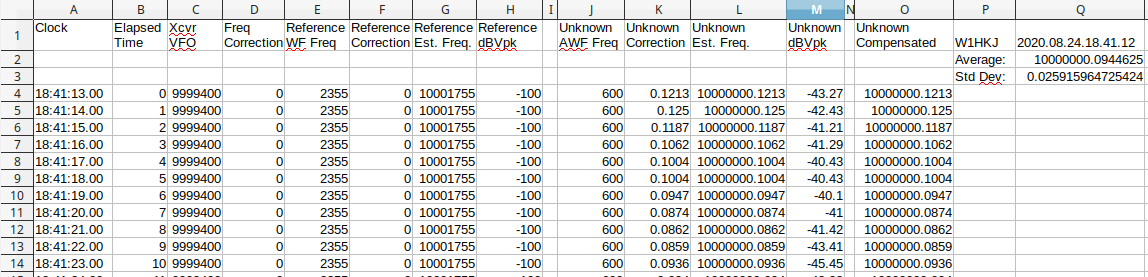 A B C D E F G H I J K L M N O P Q
1 Clock Elapsed Time Xcvr VFO Freq Correction Reference WF Freq Reference Correction Reference Est. Freq. Reference dBVpk Unknown AWF Freq Unknown Correction Unknown Est. Freq. Unknown dBVpk Unknown Compensated W1HKJ 2020.08.24.18.41.12
2 Average: 10000000.0944625
3 Std Dev: 0.025915964725424
4 18:41:13.00 0 9999400 0 2355 0 10001755 -100 600 0.1213 10000000.1213 -43.27 10000000.1213
5 18:41:14.00 1 9999400 0 2355 0 10001755 -100 600 0.125 10000000.125 -42.43 10000000.125
6 18:41:15.00 2 9999400 0 2355 0 10001755 -100 600 0.1187 10000000.1187 -41.21 10000000.1187
7 18:41:16.00 3 9999400 0 2355 0 10001755 -100 600 0.1062 10000000.1062 -41.29 10000000.1062
8 18:41:17.00 4 9999400 0 2355 0 10001755 -100 600 0.1004 10000000.1004 -40.43 10000000.1004
9 18:41:18.00 5 9999400 0 2355 0 10001755 -100 600 0.1004 10000000.1004 -40.43 10000000.1004
10 18:41:19.00 6 9999400 0 2355 0 10001755 -100 600 0.0947 10000000.0947 -40.1 10000000.0947
11 18:41:20.00 7 9999400 0 2355 0 10001755 -100 600 0.0874 10000000.0874 -41 10000000.0874
12 18:41:21.00 8 9999400 0 2355 0 10001755 -100 600 0.0862 10000000.0862 -41.42 10000000.0862
13 18:41:22.00 9 9999400 0 2355 0 10001755 -100 600 0.0859 10000000.0859 -43.41 10000000.0859
14 18:41:23.00 10 9999400 0 2355 0 10001755 -100 600 0.0936 10000000.0936 -45.45 10000000.0936